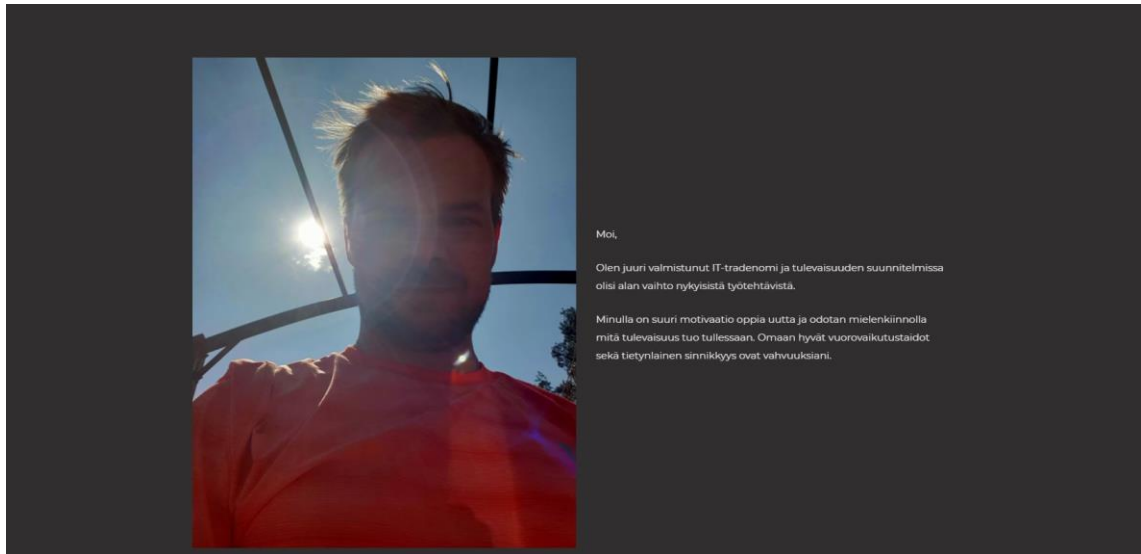 Moi,
Olen juuri valmistunut IT-tradenomi ja tulevaisuuden suunnitelmissa
olisi alan vaihto nykyisistä työtehtävistä.
Minulla on suuri motivaatio oppia uutta ja odotan mielenkiinnolla
mitä tulevaisuus tuo tullessaan. Omaan hyvät vuorovaikutustaidot
sekä tietynlainen sinnikkyys ovat vahvuuksiani.